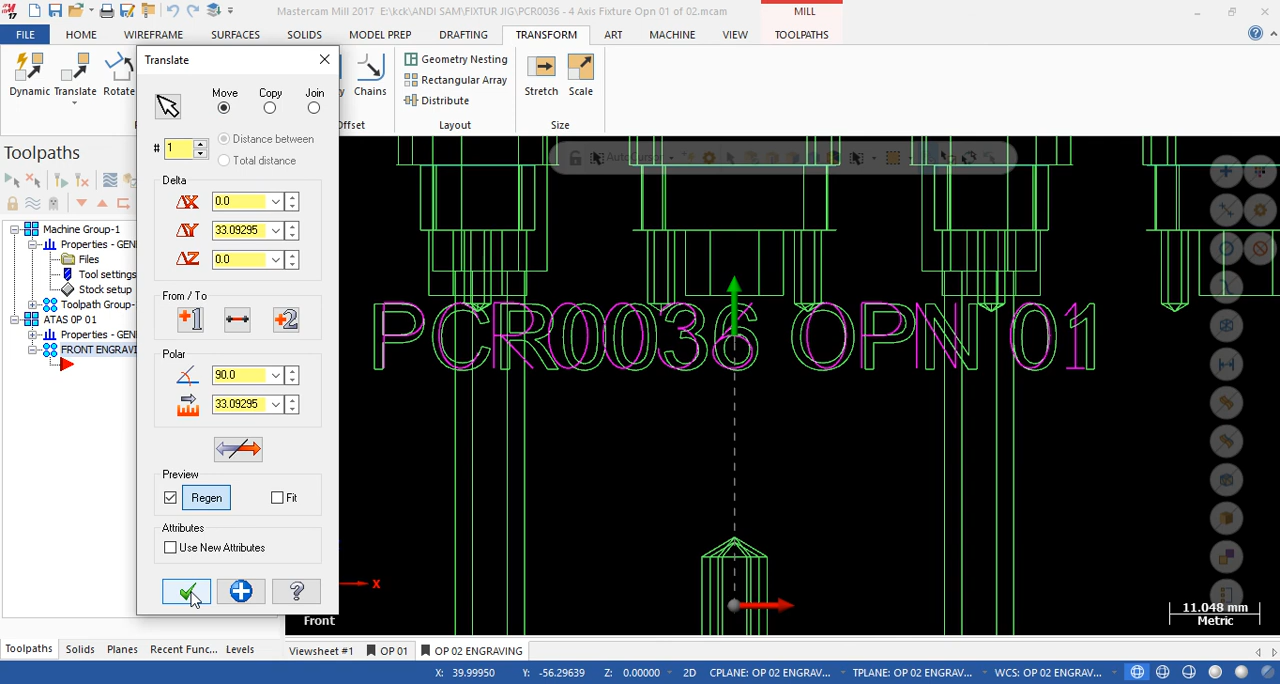 Mastercam Mill 2017 E:\kck\ANDI SAM\FIXTUR JIG\PCR0036 - 4 Axis Fixture Opn 01 of 02.mcam
MILL
FILE HOME WIREFRAME SURFACES SOLIDS MODEL PREP DRAFTING TRANSFORM ART MACHINE VIEW TOOLPATHS
Translate
Dynamic Translate Rotate
Chains
Geometry Nesting
Rectangular Array
Distribute
Stretch Scale
Offset Layout Size
Move Copy Join
# 1
Distance between
Total distance
Delta
ΔX 0.0
ΔY 33.09295
ΔZ 0.0
From / To
+1 +2
Polar
90.0
33.09295
Preview
Regen Fit
Attributes
Use New Attributes
Toolpaths
Machine Group-1
Properties - GEN
Files
Tool settings
Stock setup
Toolpath Group-
ATAS OP 01
Properties - GEN
FRONT ENGRAVI
AutoCursor
PCR0036 OPN 01
X
Front
11.048 mm
Metric
Toolpaths Solids Planes Recent Func... Levels
Viewsheet #1 OP 01 OP 02 ENGRAVING
X: 39.99950 Y: -56.29639 Z: 0.00000 2D CPLANE: OP 02 ENGRAV... TPLANE: OP 02 ENGRAV... WCS: OP 02 ENGRAV...